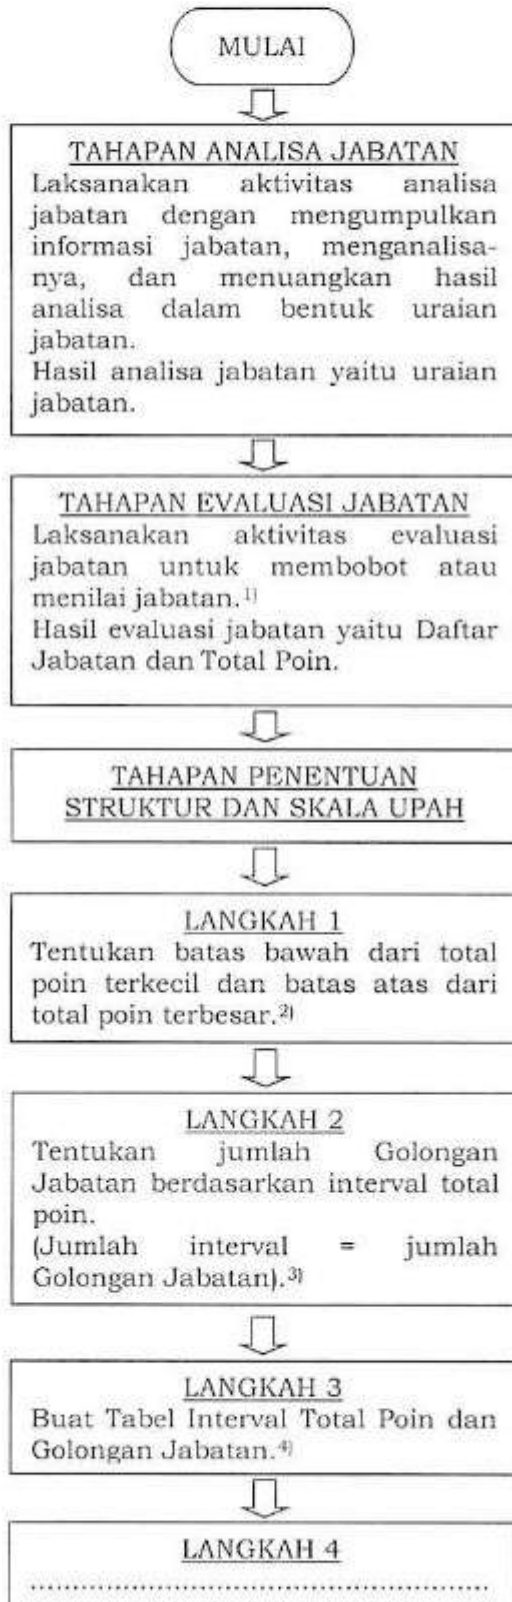 MULAI
TAHAPAN ANALISA JABATAN
Laksanakan aktivitas analisa
jabatan dengan mengumpulkan
informasi jabatan, menganalisa-
nya, dan menuangkan hasil
analisa dalam bentuk uraian
jabatan.
Hasil analisa jabatan yaitu uraian
jabatan.
TAHAPAN EVALUASI JABATAN
Laksanakan aktivitas evaluasi
jabatan untuk membobot atau
menilai jabatan.¹⁾
Hasil evaluasi jabatan yaitu Daftar
Jabatan dan Total Poin.
TAHAPAN PENENTUAN
STRUKTUR DAN SKALA UPAH
LANGKAH 1
Tentukan batas bawah dari total
poin terkecil dan batas atas dari
total poin terbesar.²⁾
LANGKAH 2
Tentukan jumlah Golongan
Jabatan berdasarkan interval total
poin.
(Jumlah interval = jumlah
Golongan Jabatan).³⁾
LANGKAH 3
Buat Tabel Interval Total Poin dan
Golongan Jabatan.⁴⁾
LANGKAH 4
..................................................